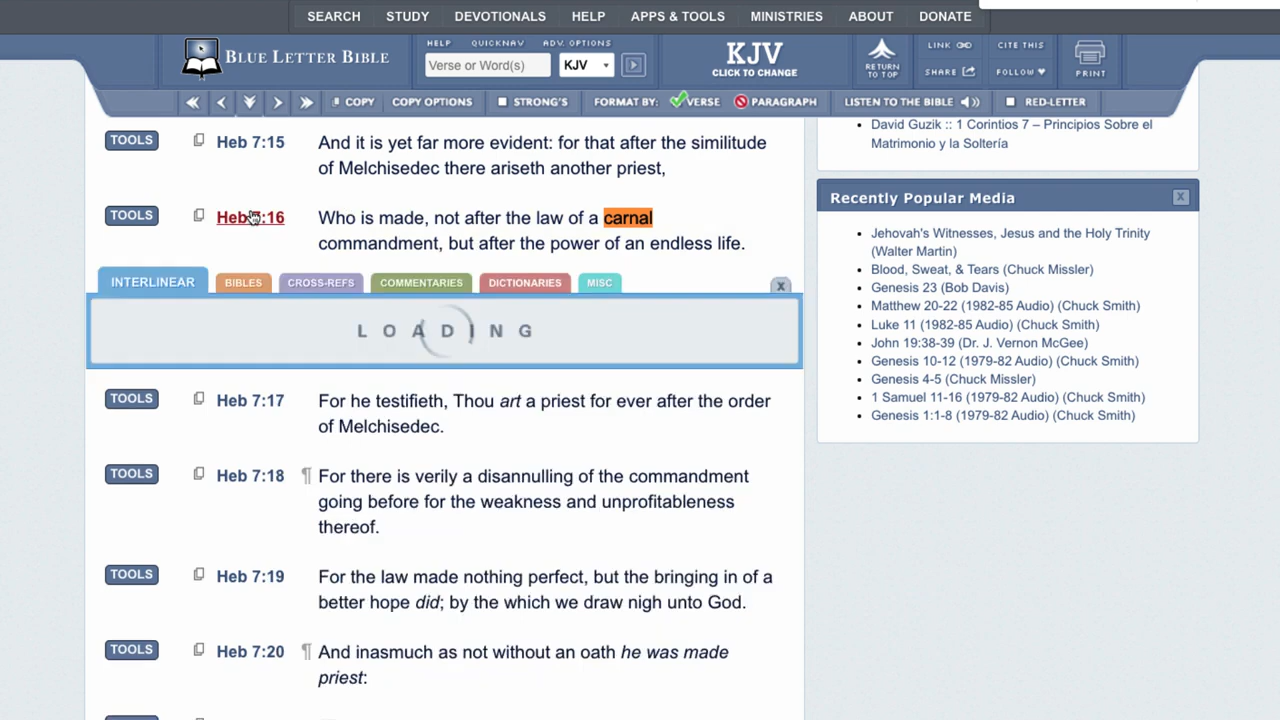 SEARCH STUDY DEVOTIONALS HELP APPS & TOOLS MINISTRIES ABOUT DONATE
BLUE LETTER BIBLE
HELP QUICKNAV ADV. OPTIONS
Verse or Word(s) KJV
KJV
CLICK TO CHANGE
RETURN
TO TOP
LINK CITE THIS
SHARE FOLLOW
PRINT
COPY COPY OPTIONS STRONG'S FORMAT BY: VERSE PARAGRAPH LISTEN TO THE BIBLE RED-LETTER
TOOLS Heb 7:15 And it is yet far more evident: for that after the similitude
of Melchisedec there ariseth another priest,
TOOLS Heb 7:16 Who is made, not after the law of a carnal
commandment, but after the power of an endless life.
INTERLINEAR BIBLES CROSS-REFS COMMENTARIES DICTIONARIES MISC X
LOADING
TOOLS Heb 7:17 For he testifieth, Thou art a priest for ever after the order
of Melchisedec.
TOOLS Heb 7:18 ¶ For there is verily a disannulling of the commandment
going before for the weakness and unprofitableness
thereof.
TOOLS Heb 7:19 For the law made nothing perfect, but the bringing in of a
better hope did; by the which we draw nigh unto God.
TOOLS Heb 7:20 ¶ And inasmuch as not without an oath he was made
priest:
David Guzik :: 1 Corintios 7 – Principios Sobre el
Matrimonio y la Soltería
Recently Popular Media X
Jehovah's Witnesses, Jesus and the Holy Trinity
(Walter Martin)
Blood, Sweat, & Tears (Chuck Missler)
Genesis 23 (Bob Davis)
Matthew 20-22 (1982-85 Audio) (Chuck Smith)
Luke 11 (1982-85 Audio) (Chuck Smith)
John 19:38-39 (Dr. J. Vernon McGee)
Genesis 10-12 (1979-82 Audio) (Chuck Smith)
Genesis 4-5 (Chuck Missler)
1 Samuel 11-16 (1979-82 Audio) (Chuck Smith)
Genesis 1:1-8 (1979-82 Audio) (Chuck Smith)